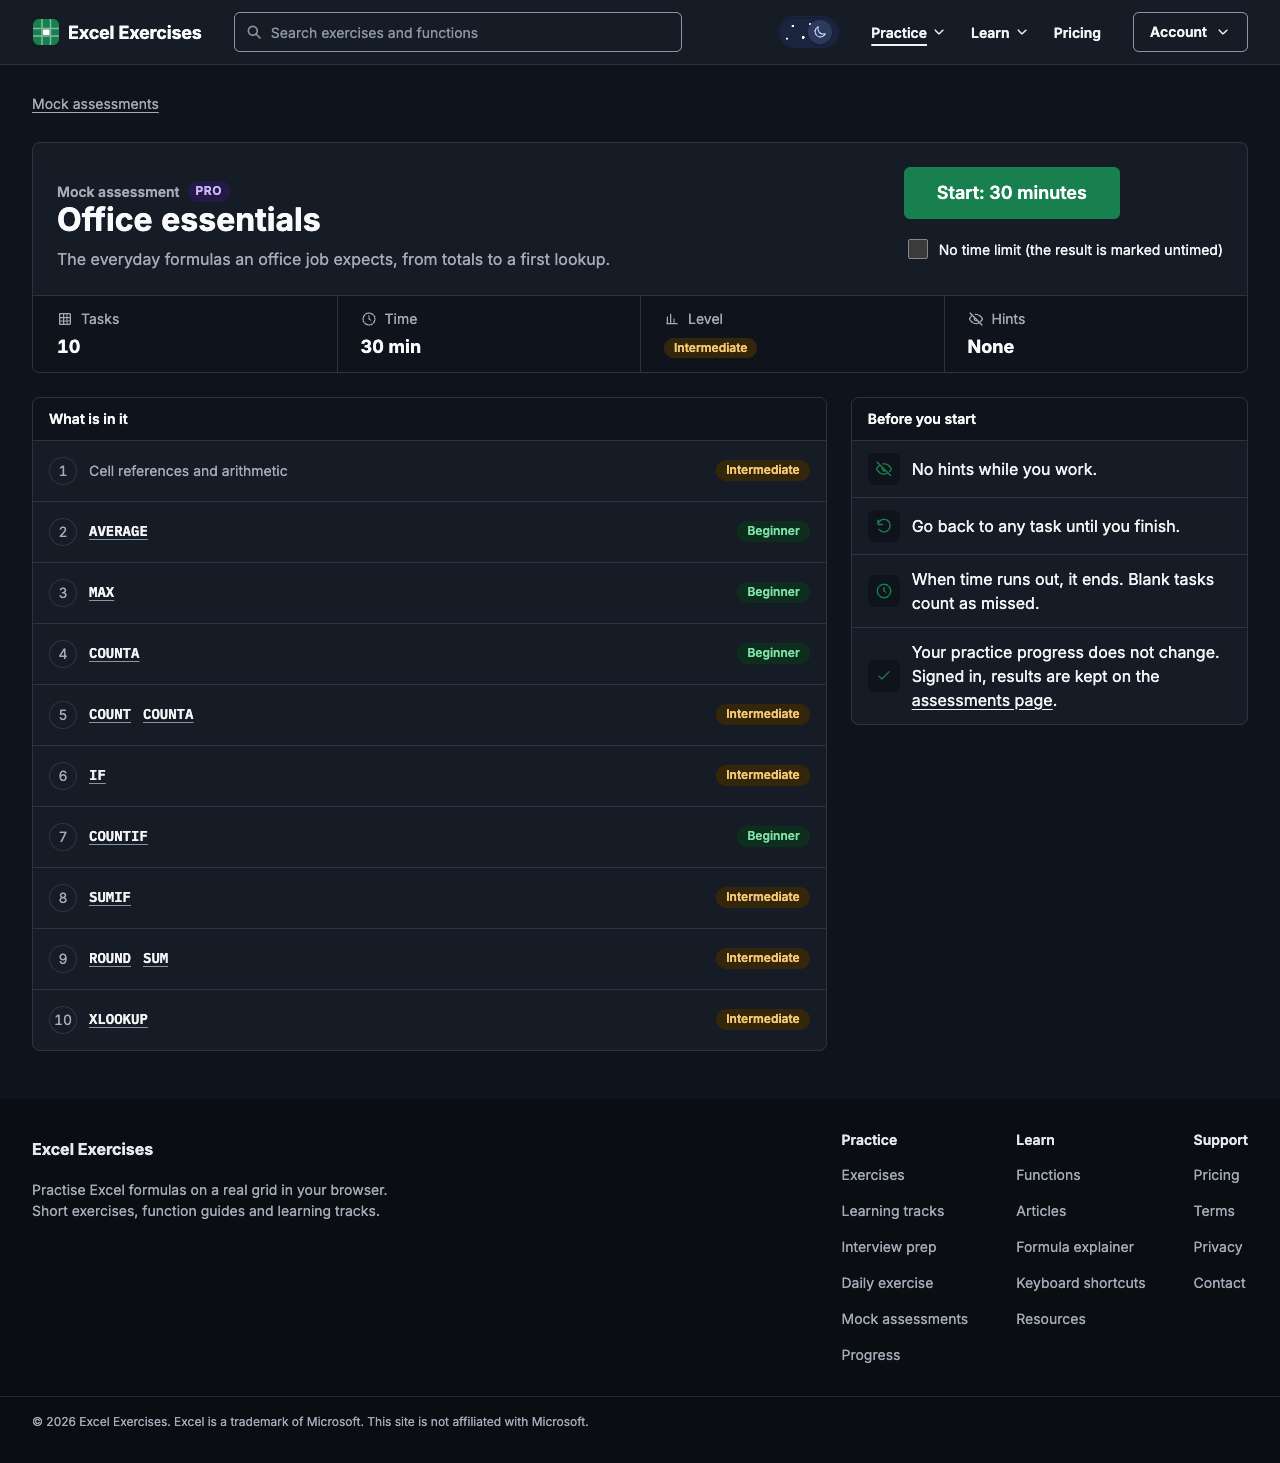 Excel Exercises
Search exercises and functions
Practice
Learn
Pricing
Account
Mock assessments
Mock assessment PRO
Office essentials
The everyday formulas an office job expects, from totals to a first lookup.
Start: 30 minutes
No time limit (the result is marked untimed)
Tasks
10
Time
30 min
Level
Intermediate
Hints
None
What is in it
1 Cell references and arithmetic Intermediate
2 AVERAGE Beginner
3 MAX Beginner
4 COUNTA Beginner
5 COUNT COUNTA Intermediate
6 IF Intermediate
7 COUNTIF Beginner
8 SUMIF Intermediate
9 ROUND SUM Intermediate
10 XLOOKUP Intermediate
Before you start
No hints while you work.
Go back to any task until you finish.
When time runs out, it ends. Blank tasks
count as missed.
Your practice progress does not change.
Signed in, results are kept on the
assessments page.
Excel Exercises
Practise Excel formulas on a real grid in your browser.
Short exercises, function guides and learning tracks.
Practice
Exercises
Learning tracks
Interview prep
Daily exercise
Mock assessments
Progress
Learn
Functions
Articles
Formula explainer
Keyboard shortcuts
Resources
Support
Pricing
Terms
Privacy
Contact
© 2026 Excel Exercises. Excel is a trademark of Microsoft. This site is not affiliated with Microsoft.